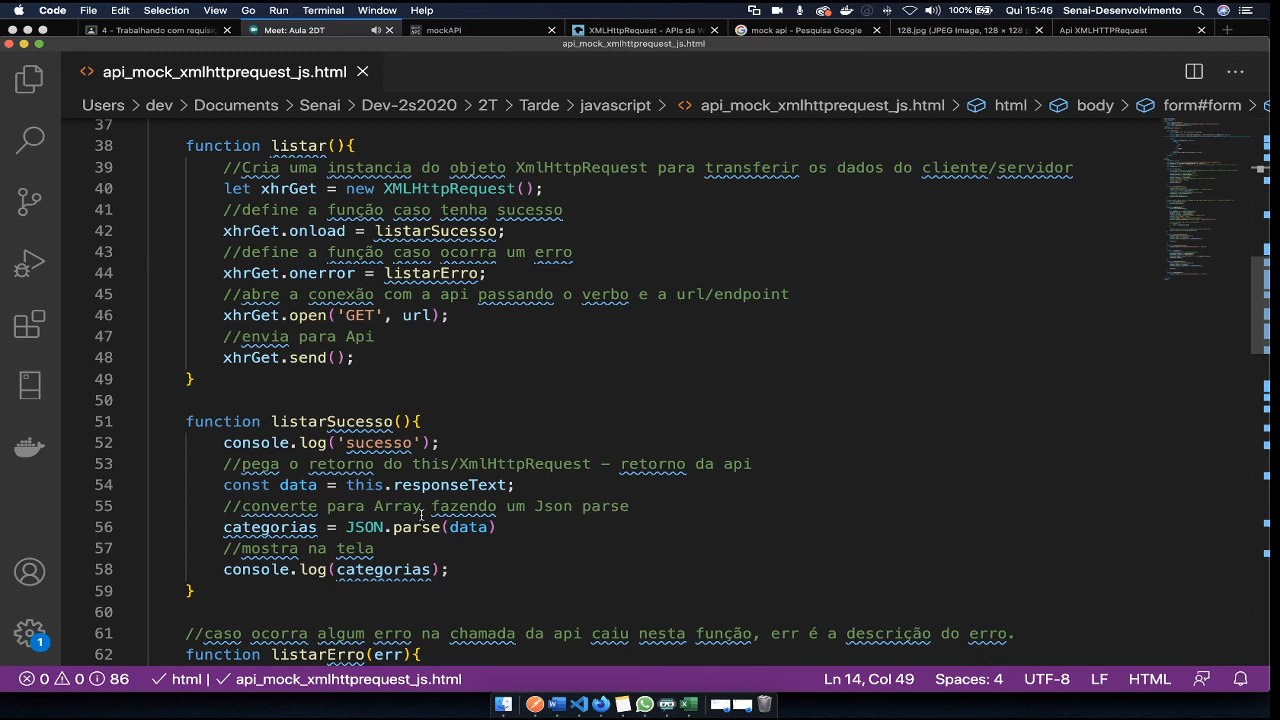 Code File Edit Selection View Go Run Terminal Window Help 100% Qui 15:46 Senai-Desenvolvimento
4 - Trabalhando com requisiç Meet: Aula 2DT mockAPI XMLHttpRequest - APIs da W mock api - Pesquisa Google 128.jpg (JPEG Image, 128 × 128 p Api XMLHTTPRequest
api_mock_xmlhttprequest_js.html
api_mock_xmlhttprequest_js.html
Users dev Documents Senai Dev-2s2020 2T Tarde javascript api_mock_xmlhttprequest_js.html html body form#form
37
38 function listar(){
39 //Cria uma instancia do objeto XmlHttpRequest para transferir os dados do cliente/servidor
40 let xhrGet = new XMLHttpRequest();
41 //define a função caso tenha sucesso
42 xhrGet.onload = listarSucesso;
43 //define a função caso ocorra um erro
44 xhrGet.onerror = listarErro;
45 //abre a conexão com a api passando o verbo e a url/endpoint
46 xhrGet.open('GET', url);
47 //envia para Api
48 xhrGet.send();
49 }
50
51 function listarSucesso(){
52 console.log('sucesso');
53 //pega o retorno do this/XmlHttpRequest - retorno da api
54 const data = this.responseText;
55 //converte para Array fazendo um Json parse
56 categorias = JSON.parse(data)
57 //mostra na tela
58 console.log(categorias);
59 }
60
61 //caso ocorra algum erro na chamada da api caiu nesta função, err é a descrição do erro.
62 function listarErro(err){
1
0 0 86 html api_mock_xmlhttprequest_js.html Ln 14, Col 49 Spaces: 4 UTF-8 LF HTML